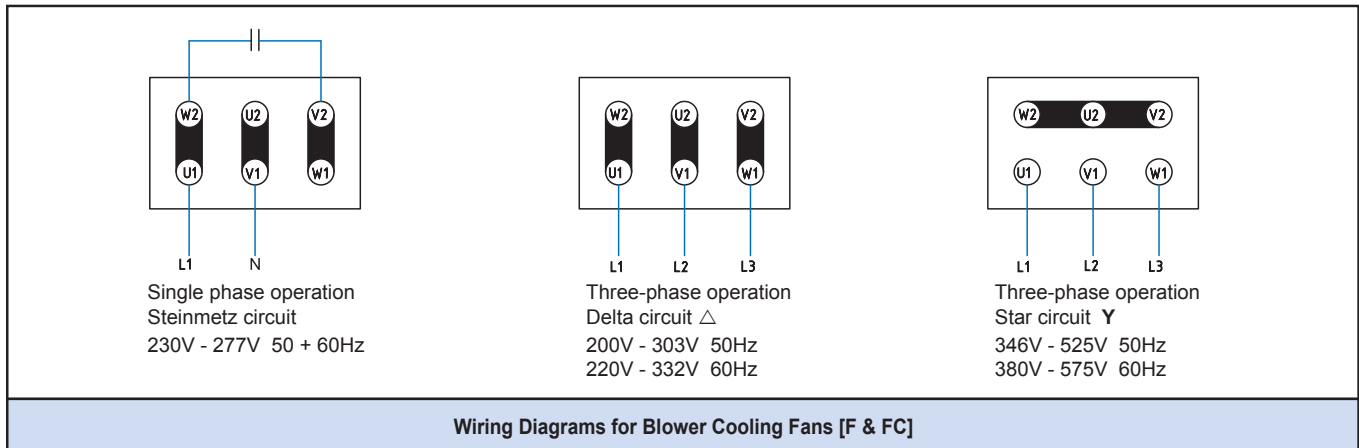 W2 U2 V2
U1 V1 W1
L1 N
Single phase operation
Steinmetz circuit
230V - 277V 50 + 60Hz
W2 U2 V2
U1 V1 W1
L1 L2 L3
Three-phase operation
Delta circuit △
200V - 303V 50Hz
220V - 332V 60Hz
W2 U2 V2
U1 V1 W1
L1 L2 L3
Three-phase operation
Star circuit Y
346V - 525V 50Hz
380V - 575V 60Hz
Wiring Diagrams for Blower Cooling Fans [F & FC]